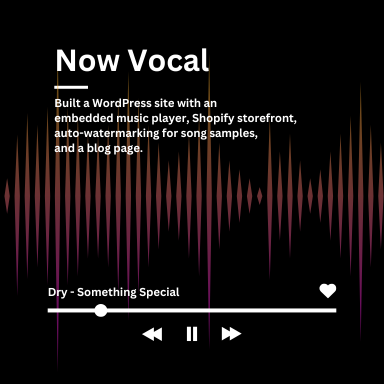 Now Vocal
Built a WordPress site with an
embedded music player, Shopify storefront,
auto-watermarking for song samples,
and a blog page.
Dry - Something Special